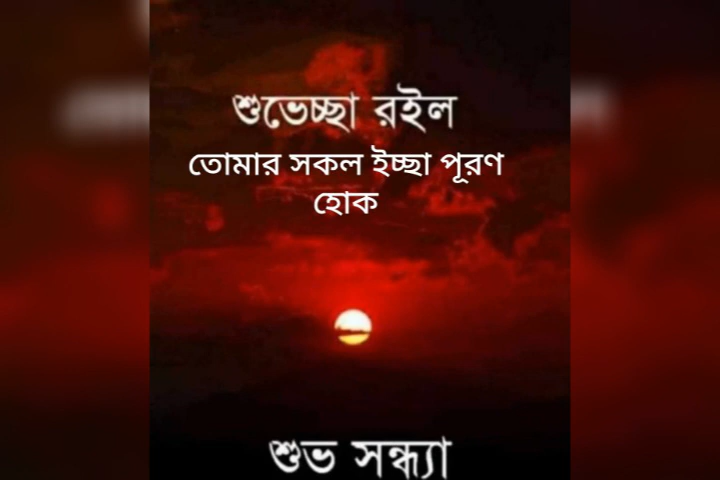 শুভেচ্ছা রইল
তোমার সকল ইচ্ছা পূরণ
হোক
শুভ সন্ধ্যা